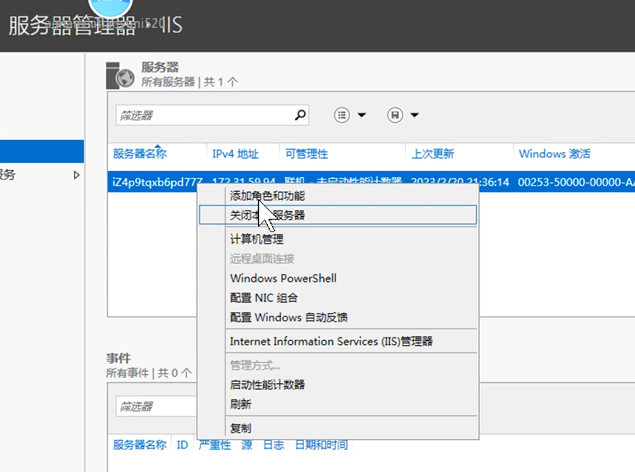 服务器管理器 · IIS
服务器
所有服务器 | 共 1 个
筛选器
服务器名称 IPv4 地址 可管理性 上次更新 Windows 激活
务
iZ4p9tqxb6pd777 172.31.59.94 联机 - 未启动性能计数器 2023/2/20 21:36:14 00253-50000-00000-A
添加角色和功能
关闭本 服务器
计算机管理
远程桌面连接
Windows PowerShell
配置 NIC 组合
配置 Windows 自动反馈
Internet Information Services (IIS)管理器
管理方式...
启动性能计数器
刷新
复制
事件
所有事件 | 共 0 个
筛选器
服务器名称 ID 严重性 源 日志 日期和时间